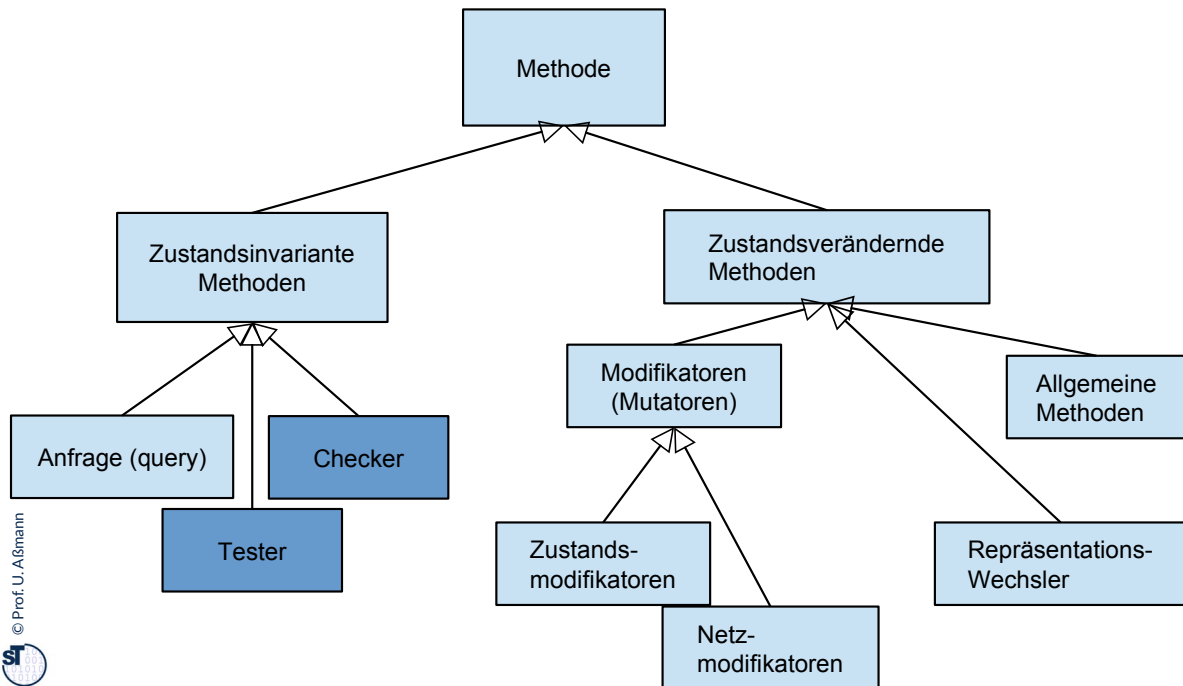 Methode
Zustandsinvariante
Methoden
Zustandsverändernde
Methoden
Modifikatoren
(Mutatoren)
Allgemeine
Methoden
Anfrage (query)
Checker
Tester
Zustands-
modifikatoren
Repräsentations-
Wechsler
Netz-
modifikatoren
© Prof. U. Aßmann
ST